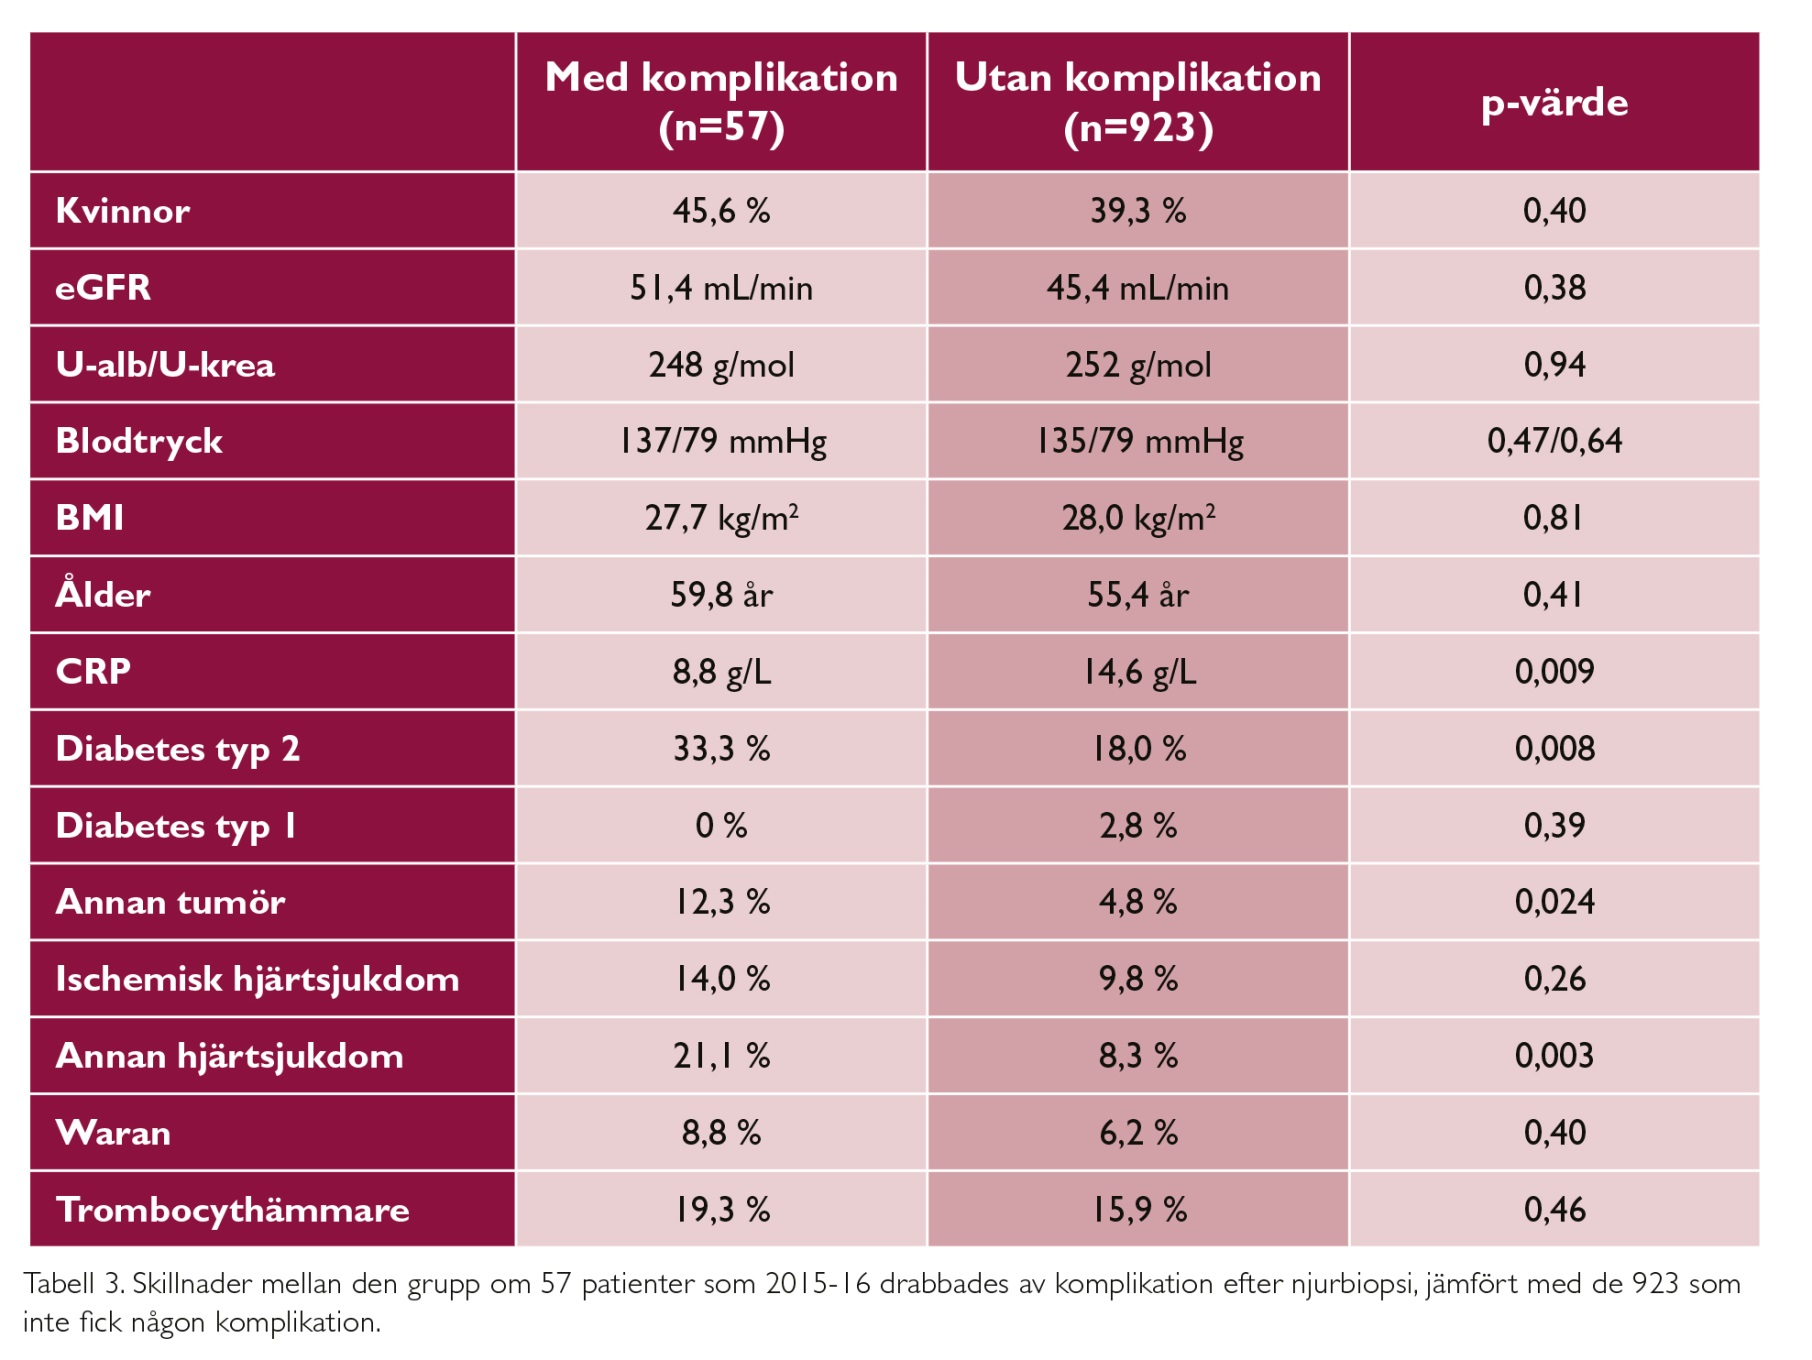 Med komplikation (n=57) Utan komplikation (n=923) p-värde
Kvinnor 45,6 % 39,3 % 0,40
eGFR 51,4 mL/min 45,4 mL/min 0,38
U-alb/U-krea 248 g/mol 252 g/mol 0,94
Blodtryck 137/79 mmHg 135/79 mmHg 0,47/0,64
BMI 27,7 kg/m² 28,0 kg/m² 0,81
Ålder 59,8 år 55,4 år 0,41
CRP 8,8 g/L 14,6 g/L 0,009
Diabetes typ 2 33,3 % 18,0 % 0,008
Diabetes typ 1 0 % 2,8 % 0,39
Annan tumör 12,3 % 4,8 % 0,024
Ischemisk hjärtsjukdom 14,0 % 9,8 % 0,26
Annan hjärtsjukdom 21,1 % 8,3 % 0,003
Waran 8,8 % 6,2 % 0,40
Trombocythämmare 19,3 % 15,9 % 0,46
Tabell 3. Skillnader mellan den grupp om 57 patienter som 2015-16 drabbades av komplikation efter njurbiopsi, jämfört med de 923 som
inte fick någon komplikation.